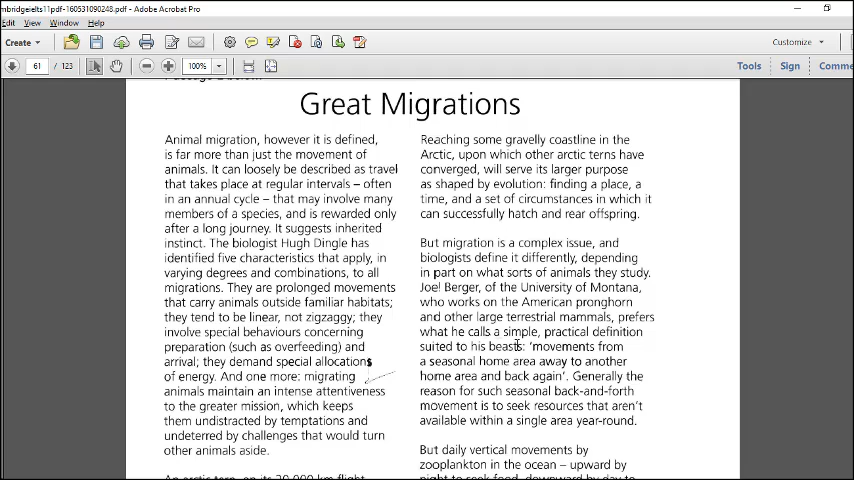 mbridgeielts11pdf-160531090248.pdf - Adobe Acrobat Pro
Edit View Window Help
Create
Customize
61 / 123
100%
Tools Sign Comme
Great Migrations
Animal migration, however it is defined,
is far more than just the movement of
animals. It can loosely be described as travel
that takes place at regular intervals – often
in an annual cycle – that may involve many
members of a species, and is rewarded only
after a long journey. It suggests inherited
instinct. The biologist Hugh Dingle has
identified five characteristics that apply, in
varying degrees and combinations, to all
migrations. They are prolonged movements
that carry animals outside familiar habitats;
they tend to be linear, not zigzaggy; they
involve special behaviours concerning
preparation (such as overfeeding) and
arrival; they demand special allocations
of energy. And one more: migrating
animals maintain an intense attentiveness
to the greater mission, which keeps
them undistracted by temptations and
undeterred by challenges that would turn
other animals aside.
An arctic tern, on its 20,000 km flight
Reaching some gravelly coastline in the
Arctic, upon which other arctic terns have
converged, will serve its larger purpose
as shaped by evolution: finding a place, a
time, and a set of circumstances in which it
can successfully hatch and rear offspring.
But migration is a complex issue, and
biologists define it differently, depending
in part on what sorts of animals they study.
Joe! Berger, of the University of Montana,
who works on the American pronghorn
and other large terrestrial mammals, prefers
what he calls a simple, practical definition
suited to his beasts: 'movements from
a seasonal home area away to another
home area and back again'. Generally the
reason for such seasonal back-and-forth
movement is to seek resources that aren't
available within a single area year-round.
But daily vertical movements by
zooplankton in the ocean – upward by
night to seek food, downward by day to